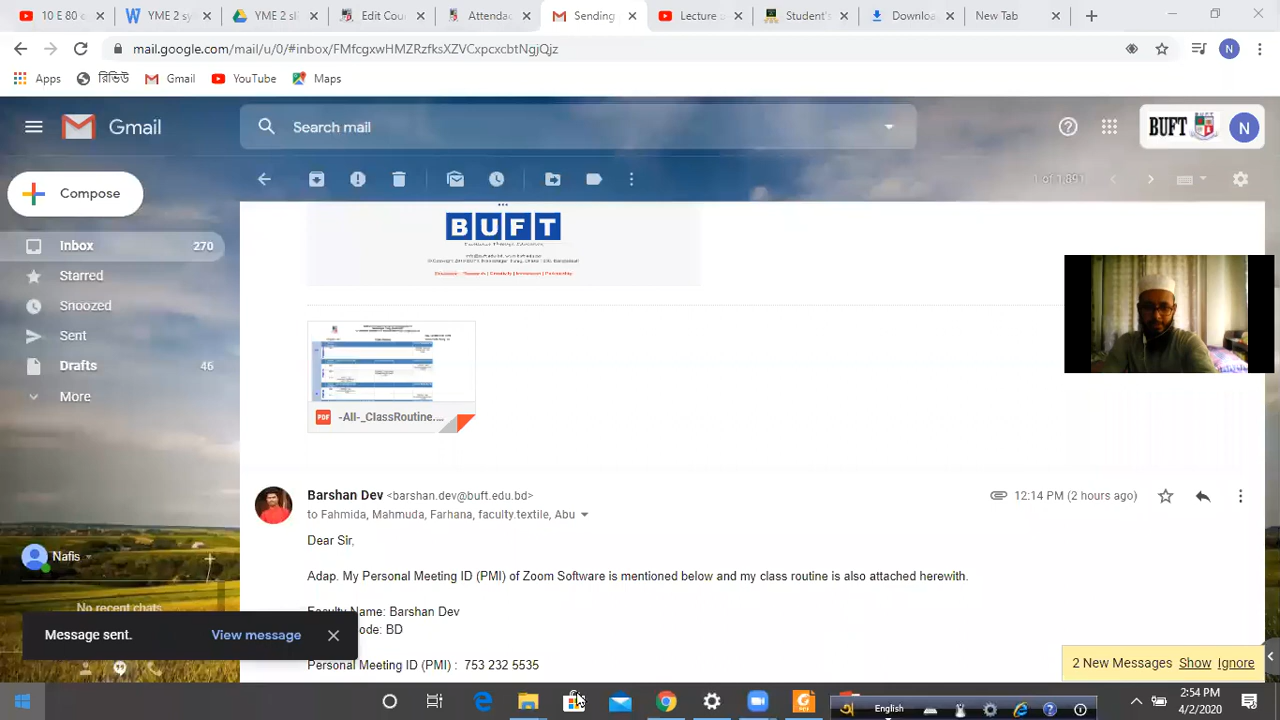 10 E 80 c
YME 2 s
YME 2 sli
Edit Cou
Attendac
Sending
Lecture
Student's
Downloa
New Tab
mail.google.com/mail/u/0/#inbox/FMfcgxwHMZRzfksXZVCxpcxcbtNgjQjz
N
Apps
Gmail
YouTube
Maps
Gmail
Search mail
BUFT
N
Compose
1 of 1,891
Inbox 270
Starred
Snoozed
Sent
Drafts 46
More
BUFT
PDF -All-_ClassRoutine....
Barshan Dev <barshan.dev@buft.edu.bd>
12:14 PM (2 hours ago)
to Fahmida, Mahmuda, Farhana, faculty.textile, Abu
Dear Sir,
Adap. My Personal Meeting ID (PMI) of Zoom Software is mentioned below and my class routine is also attached herewith.
Nafis
No recent chats
Faculty Name: Barshan Dev
ode: BD
Personal Meeting ID (PMI) : 753 232 5535
Message sent. View message
2 New Messages Show Ignore
English
2:54 PM
4/2/2020